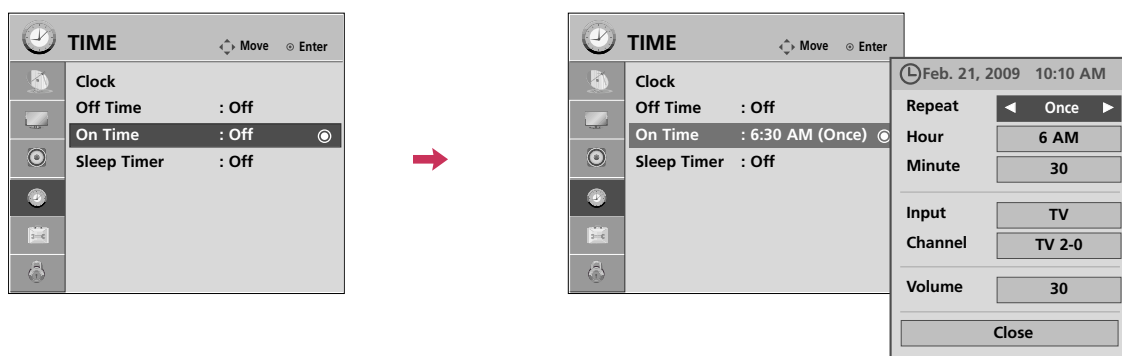 TIME Move Enter
Clock
Off Time : Off
On Time : Off
Sleep Timer : Off
TIME Move Enter
Clock
Off Time : Off
On Time : 6:30 AM (Once)
Sleep Timer : Off
Feb. 21, 2009 10:10 AM
Repeat ◀ Once ▶
Hour 6 AM
Minute 30
Input TV
Channel TV 2-0
Volume 30
Close